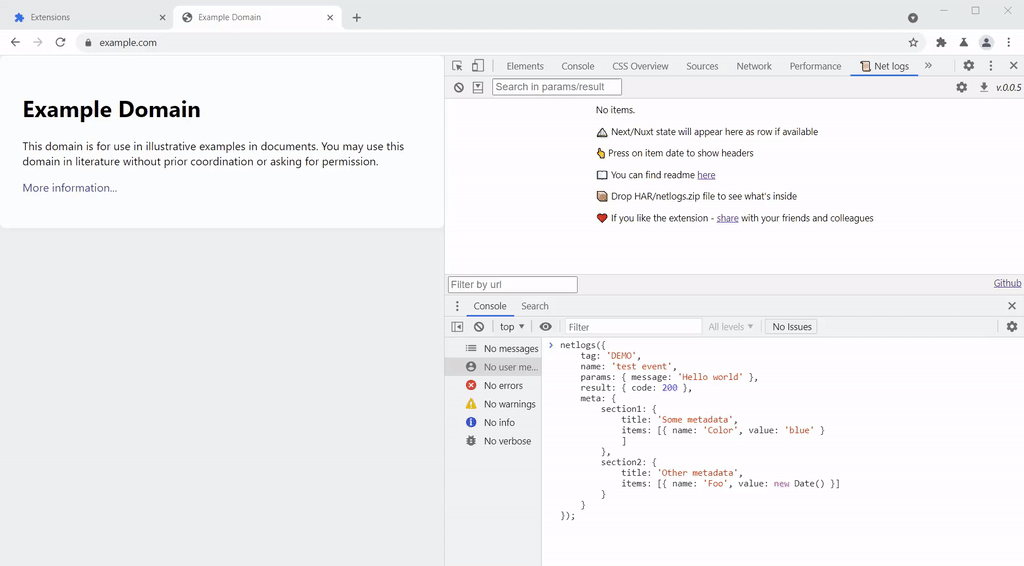 Extensions
Example Domain
example.com
Example Domain
This domain is for use in illustrative examples in documents. You may use this
domain in literature without prior coordination or asking for permission.
More information...
Elements Console CSS Overview Sources Network Performance Net logs »
Search in params/result
v.0.0.5
No items.
Next/Nuxt state will appear here as row if available
Press on item date to show headers
You can find readme here
Drop HAR/netlogs.zip file to see what's inside
If you like the extension - share with your friends and colleagues
Filter by url
Github
Console Search
top ▼ Filter All levels ▼ No Issues
No messages
No user me...
No errors
No warnings
No info
No verbose
netlogs({
tag: 'DEMO',
name: 'test event',
params: { message: 'Hello world' },
result: { code: 200 },
meta: {
section1: {
title: 'Some metadata',
items: [{ name: 'Color', value: 'blue' }
]
},
section2: {
title: 'Other metadata',
items: [{ name: 'Foo', value: new Date() }]
}
}
});